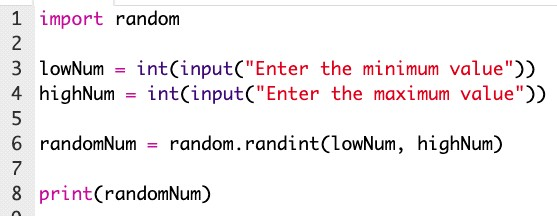 1 import random
2
3 lowNum = int(input("Enter the minimum value"))
4 highNum = int(input("Enter the maximum value"))
5
6 randomNum = random.randint(lowNum, highNum)
7
8 print(randomNum)